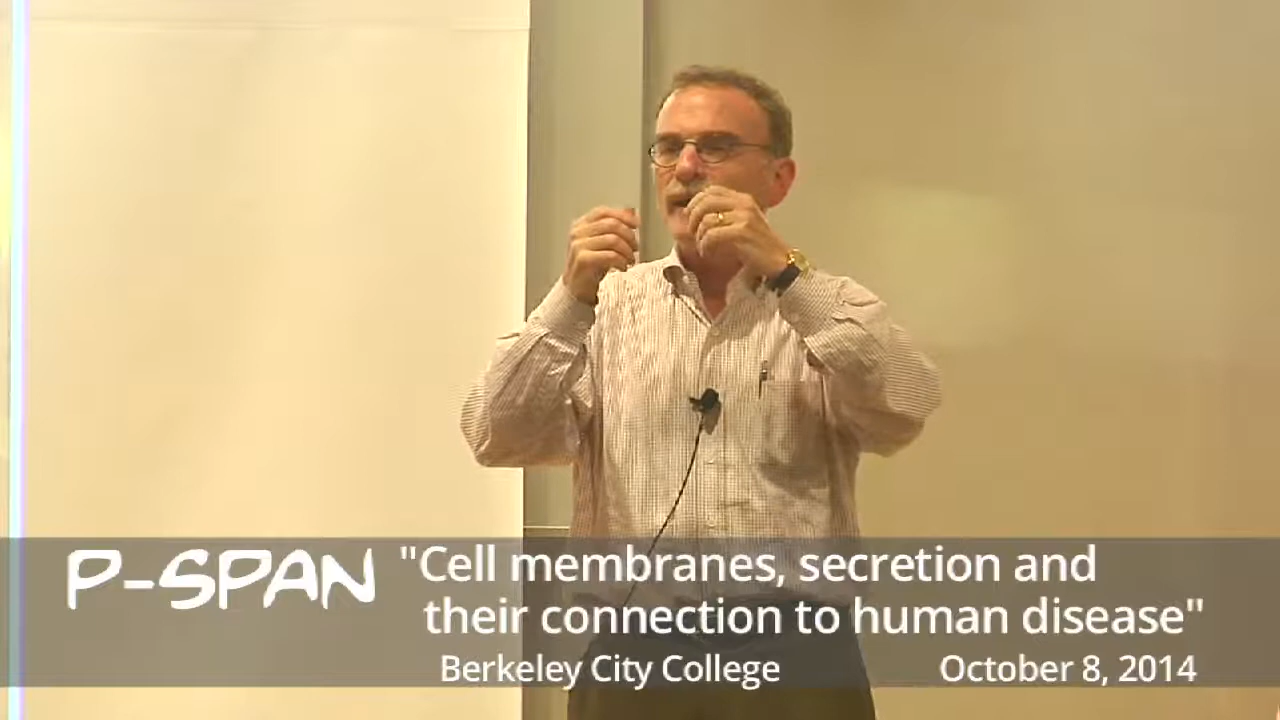 P-SPAN
"Cell membranes, secretion and
their connection to human disease"
Berkeley City College
October 8, 2014